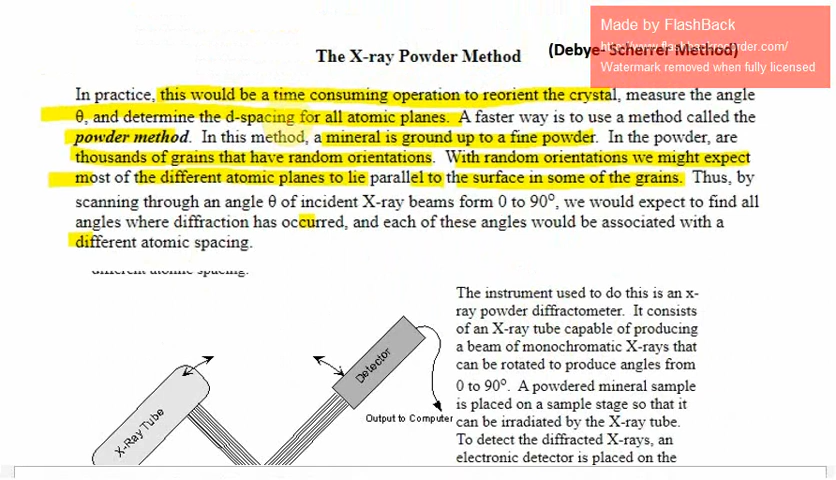 Made by FlashBack
http://www.flashbackrecorder.com/
Watermark removed when fully licensed
The X-ray Powder Method
(Debye- Scherrer Method)
In practice, this would be a time consuming operation to reorient the crystal, measure the angle
θ, and determine the d-spacing for all atomic planes. A faster way is to use a method called the
powder method. In this method, a mineral is ground up to a fine powder. In the powder, are
thousands of grains that have random orientations. With random orientations we might expect
most of the different atomic planes to lie parallel to the surface in some of the grains. Thus, by
scanning through an angle θ of incident X-ray beams form 0 to 90º, we would expect to find all
angles where diffraction has occurred, and each of these angles would be associated with a
different atomic spacing.
different atomic spacing.
The instrument used to do this is an x-
ray powder diffractometer. It consists
of an X-ray tube capable of producing
a beam of monochromatic X-rays that
can be rotated to produce angles from
0 to 90º. A powdered mineral sample
is placed on a sample stage so that it
can be irradiated by the X-ray tube.
To detect the diffracted X-rays, an
electronic detector is placed on the
X-Ray Tube
Detector
Output to Computer